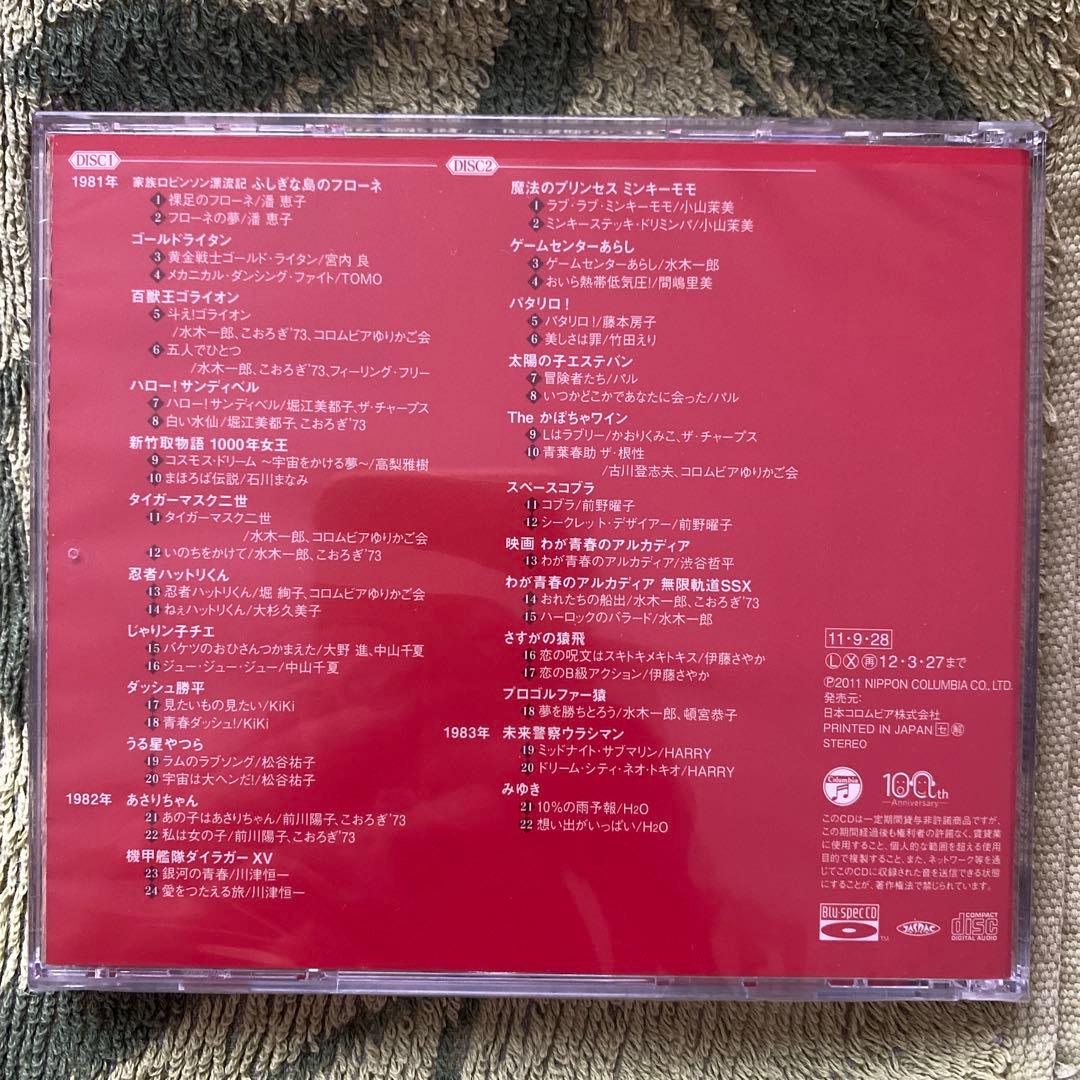 DISC1
1981年 家族ロビンソン漂流記 ふしぎな島のフローネ
1 裸足のフローネ/潘 恵子
2 フローネの夢/潘 恵子
ゴールドライタン
3 黄金戦士ゴールド・ライタン/宮内 良
4 メカニカル・ダンシング・ファイト/TOMO
百獣王ゴライオン
5 斗え!ゴライオン
/水木一郎、こおろぎ'73、コロムビアゆりかご会
6 五人でひとつ
/水木一郎、こおろぎ'73、フィーリング・フリー
ハロー!サンディベル
7 ハロー!サンディベル/堀江美都子、ザ・チャープス
8 白い水仙/堀江美都子、こおろぎ'73
新竹取物語 1000年女王
9 コスモス・ドリーム ～宇宙をかける夢～/高梨雅樹
10 まほろば伝説/石川まなみ
タイガーマスク二世
11 タイガーマスク二世
/水木一郎、コロムビアゆりかご会
12 いのちをかけて/水木一郎、こおろぎ'73
忍者ハットリくん
13 忍者ハットリくん/堀 絢子、コロムビアゆりかご会
14 ねぇハットリくん/大杉久美子
じゃりン子チエ
15 バケツのおひさんつかまえた/大野 進、中山千夏
16 ジュー・ジュー・ジュー/中山千夏
ダッシュ勝平
17 見たいもの見たい/KiKi
18 青春ダッシュ!/KiKi
うる星やつら
19 ラムのラブソング/松谷祐子
20 宇宙は大ヘンだ!/松谷祐子
1982年 あさりちゃん
21 あの子はあさりちゃん/前川陽子、こおろぎ'73
22 私は女の子/前川陽子、こおろぎ'73
機甲艦隊ダイラガーXV
23 銀河の青春/川津恒一
24 愛をつたえる旅/川津恒一
DISC2
魔法のプリンセス ミンキーモモ
1 ラブ・ラブ・ミンキーモモ/小山茉美
2 ミンキーステッキ・ドリミンパ/小山茉美
ゲームセンターあらし
3 ゲームセンターあらし/水木一郎
4 おいら熱帯低気圧!/間嶋里美
パタリロ!
5 パタリロ!/藤本房子
6 美しさは罪/竹田えり
太陽の子エステバン
7 冒険者たち/パル
8 いつかどこかであなたに会った/パル
The かぼちゃワイン
9 Lはラブリー/かおりくみこ、ザ・チャープス
10 青葉春助 ザ・根性
/古川登志夫、コロムビアゆりかご会
スペースコブラ
11 コブラ/前野曜子
12 シークレット・デザイアー/前野曜子
映画 わが青春のアルカディア
13 わが青春のアルカディア/渋谷哲平
わが青春のアルカディア 無限軌道SSX
14 おれたちの船出/水木一郎、こおろぎ'73
15 ハーロックのバラード/水木一郎
さすがの猿飛
16 恋の呪文はスキトキメキトキス/伊藤さやか
17 恋のB級アクション/伊藤さやか
プロゴルファー猿
18 夢を勝ちとろう/水木一郎、頓宮恭子
1983年 未来警察ウラシマン
19 ミッドナイト・サブマリン/HARRY
20 ドリーム・シティ・ネオ・トキオ/HARRY
みゆき
21 10%の雨予報/H2O
22 想い出がいっぱい/H2O
11・9・28
Ⓛ Ⓧ 再 12・3・27まで
Ⓟ2011 NIPPON COLUMBIA CO., LTD.
発売元:
日本コロムビア株式会社
PRINTED IN JAPAN セ 解
STEREO
Columbia
100th
Anniversary
このCDは一定期間貸与非許諾商品ですが、
この期間経過後も権利者の許諾なく、賃貸業
に使用すること、個人的な範囲を超える使用
目的で複製すること、また、ネットワーク等を通
じてこのCDに収録された音を送信できる状態
にすることが、著作権法で禁じられています。
Blu-spec CD TM
JASRAC
COMPACT
disc
DIGITAL AUDIO